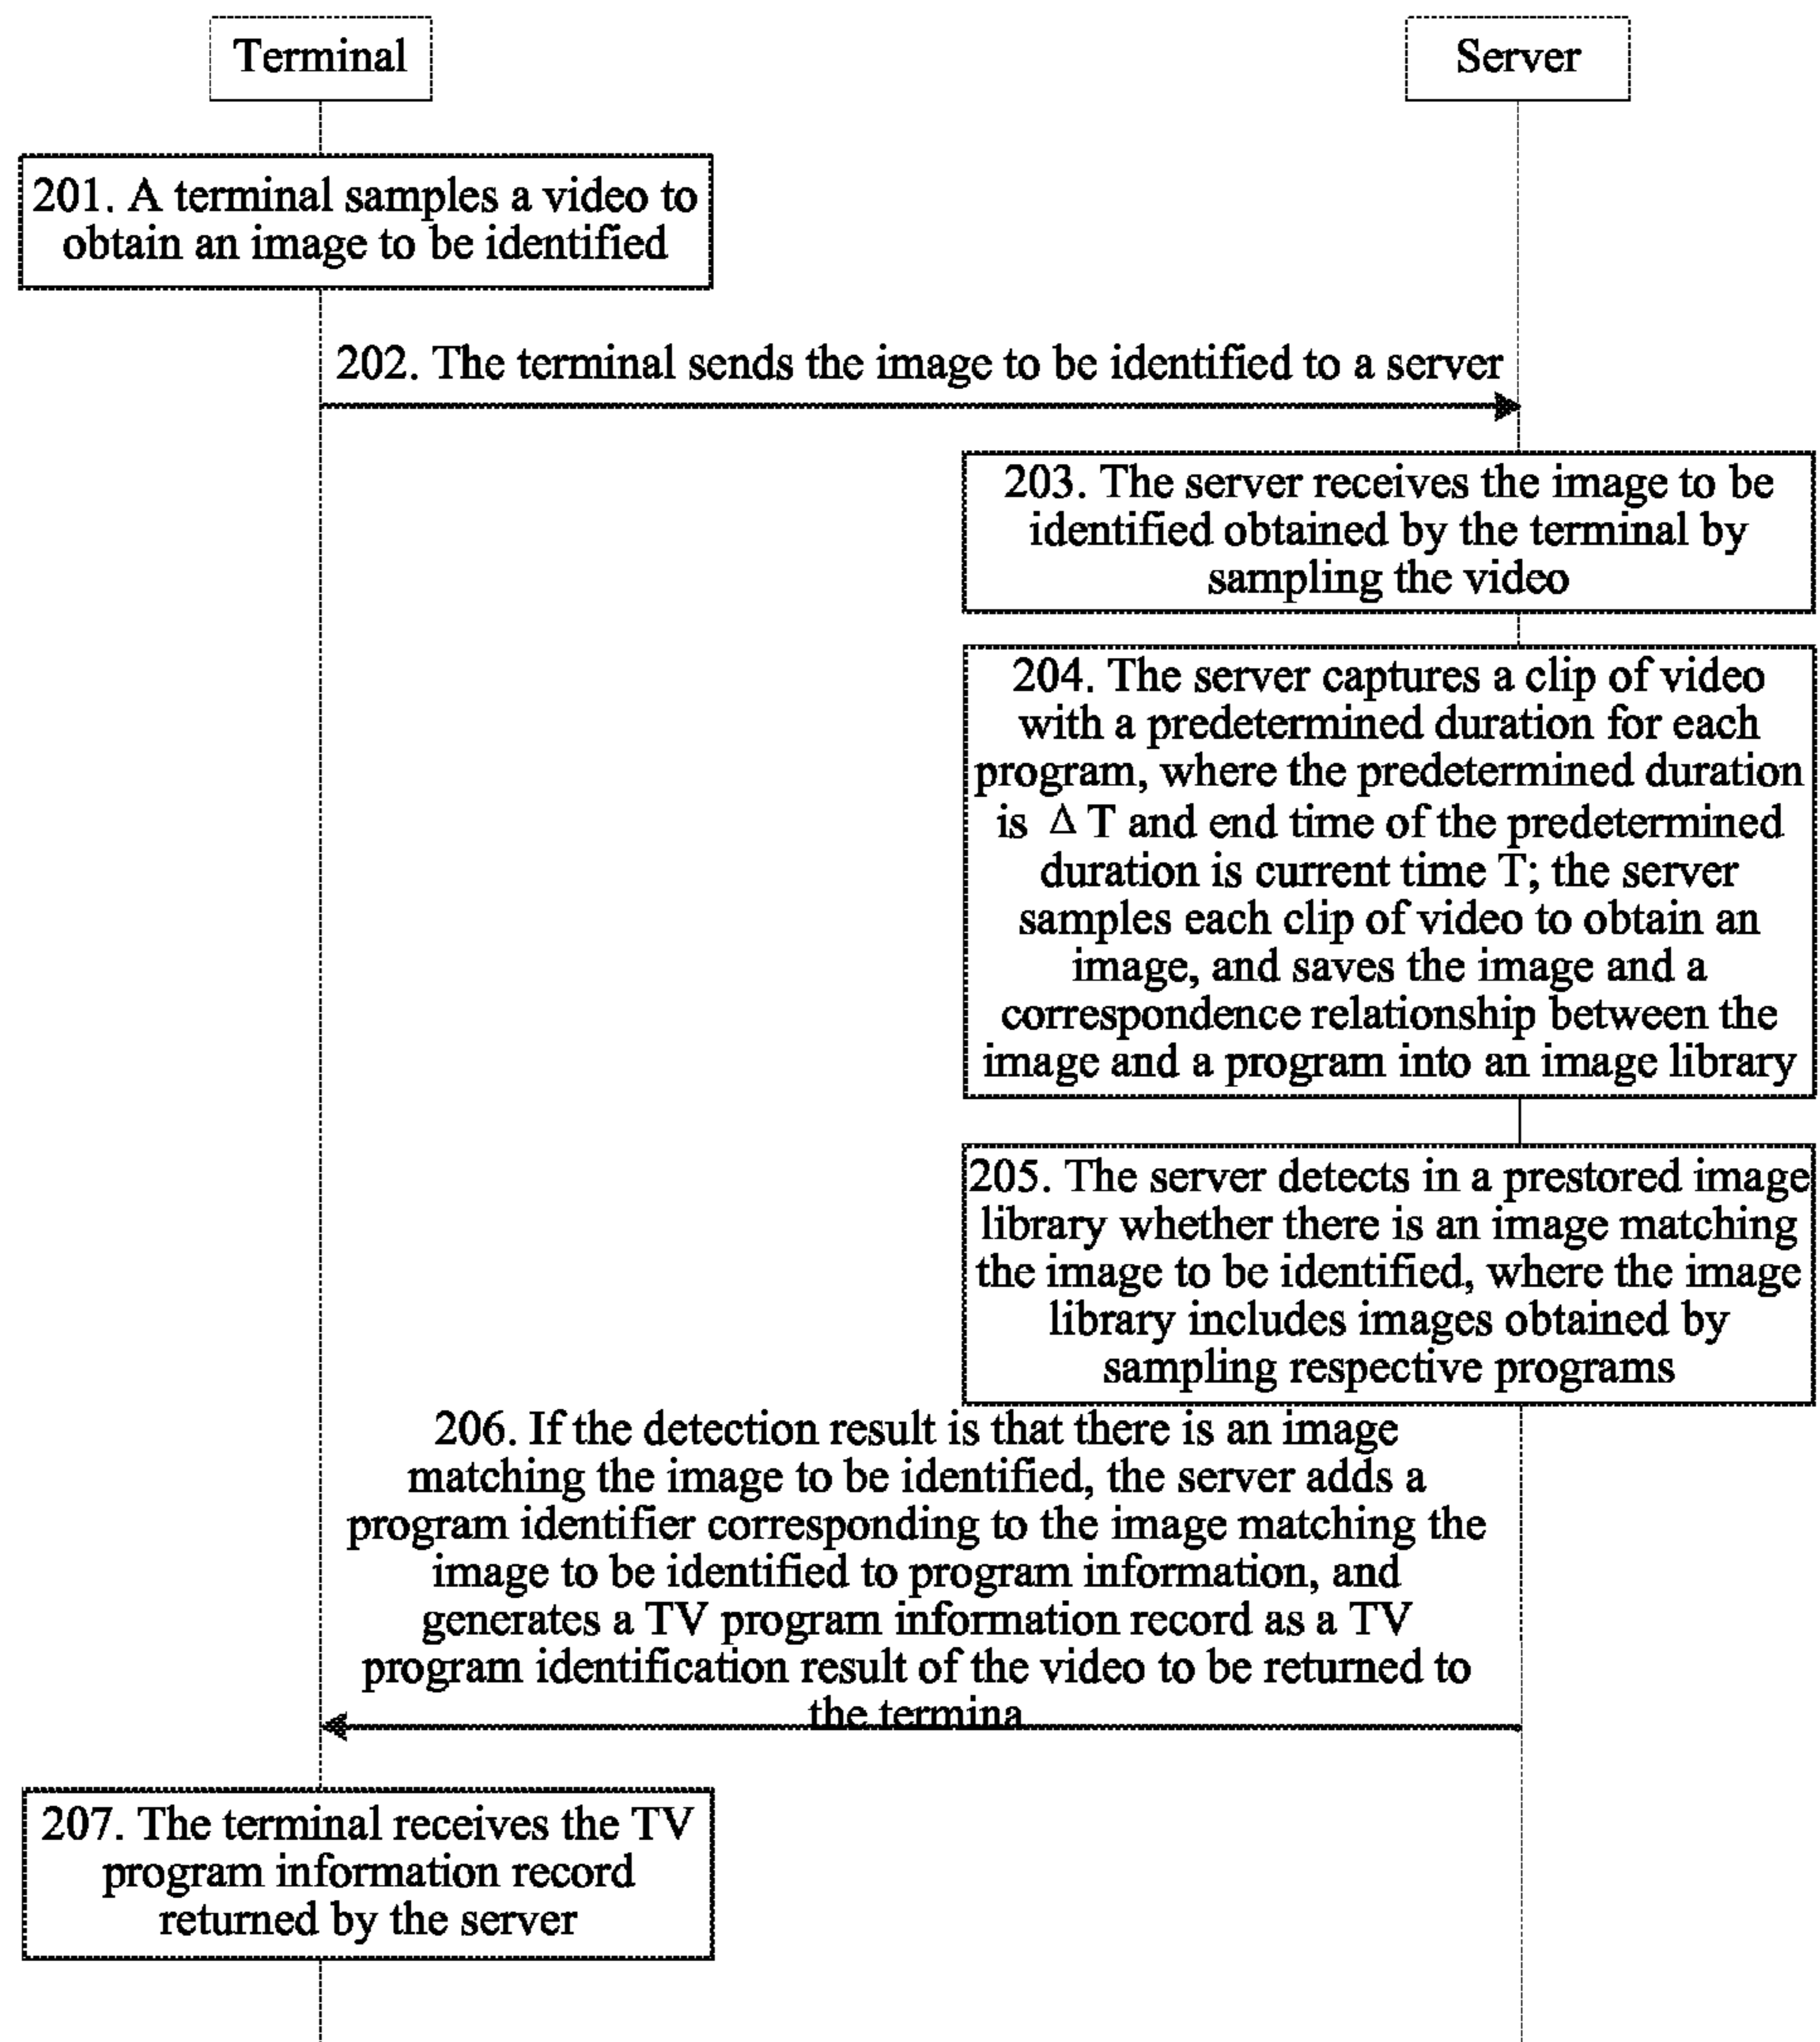 Terminal
Server
201. A terminal samples a video to
obtain an image to be identified
202. The terminal sends the image to be identified to a server
203. The server receives the image to be
identified obtained by the terminal by
sampling the video
204. The server captures a clip of video
with a predetermined duration for each
program, where the predetermined duration
is Δ T and end time of the predetermined
duration is current time T; the server
samples each clip of video to obtain an
image, and saves the image and a
correspondence relationship between the
image and a program into an image library
205. The server detects in a prestored image
library whether there is an image matching
the image to be identified, where the image
library includes images obtained by
sampling respective programs
206. If the detection result is that there is an image
matching the image to be identified, the server adds a
program identifier corresponding to the image matching the
image to be identified to program information, and
generates a TV program information record as a TV
program identification result of the video to be returned to
the termina
207. The terminal receives the TV
program information record
returned by the server